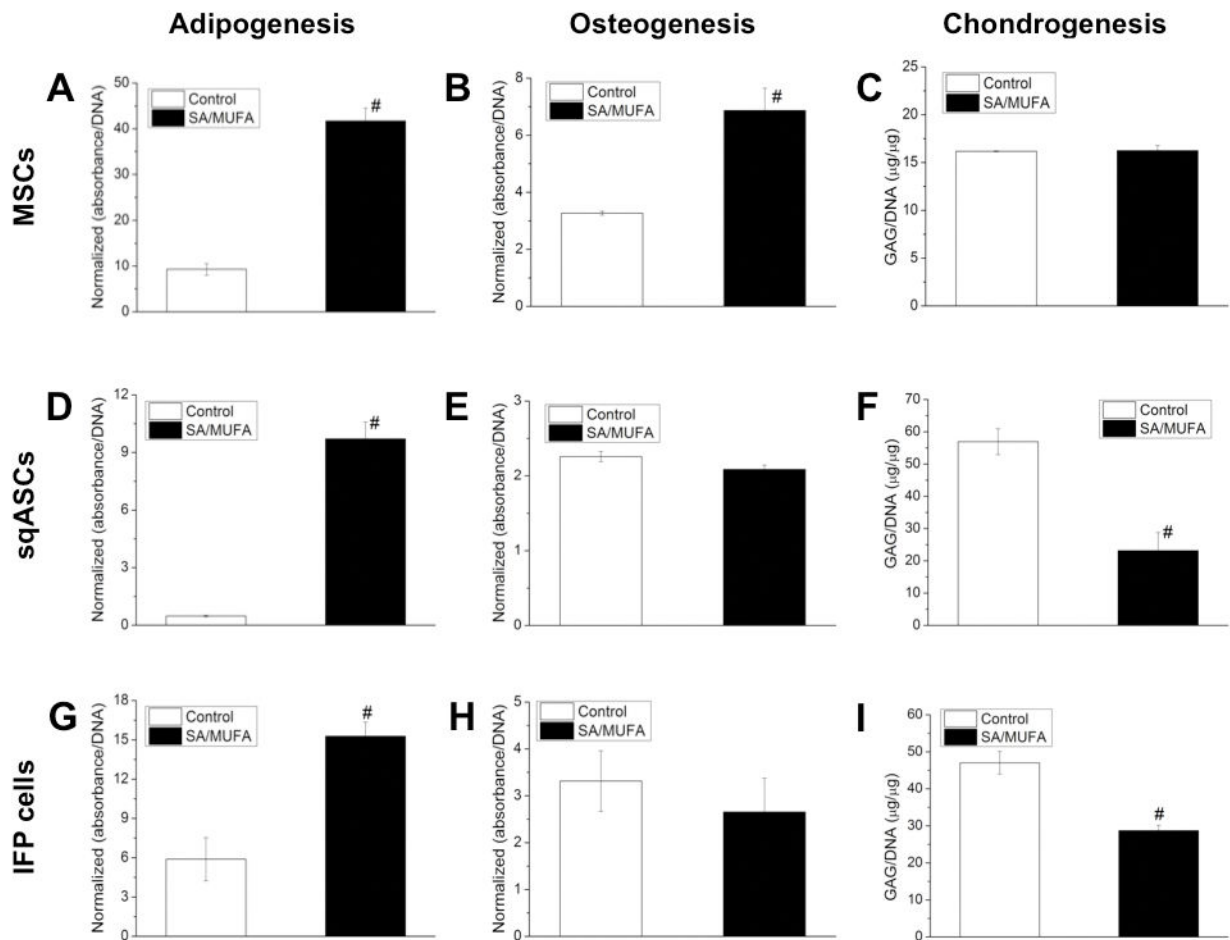 Adipogenesis Osteogenesis Chondrogenesis
MSCs
A
Normalized (absorbance/DNA)
50
40
30
20
10
0
Control
SA/MUFA
#
B
Normalized (absorbance/DNA)
8
6
4
2
0
Control
SA/MUFA
#
C
GAG/DNA (μg/μg)
25
20
15
10
5
0
Control
SA/MUFA
sqASCs
D
Normalized (absorbance/DNA)
12
9
6
3
0
Control
SA/MUFA
#
E
Normalized (absorbance/DNA)
3
2
1
0
Control
SA/MUFA
F
GAG/DNA (μg/μg)
70
60
50
40
30
20
10
0
Control
SA/MUFA
#
IFP cells
G
Normalized (absorbance/DNA)
18
15
12
9
6
3
0
Control
SA/MUFA
#
H
Normalized (absorbance/DNA)
5
4
3
2
1
0
Control
SA/MUFA
I
GAG/DNA (μg/μg)
60
50
40
30
20
10
0
Control
SA/MUFA
#